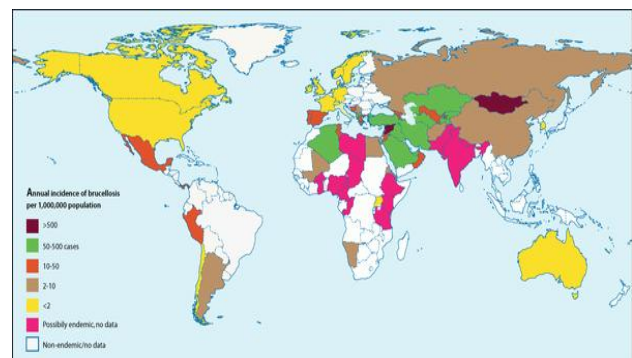 Annual incidence of brucellosis
per 1,000,000 population
>500
50-500 cases
10-50
2-10
<2
Possibily endemic, no data
Non-endemic/no data